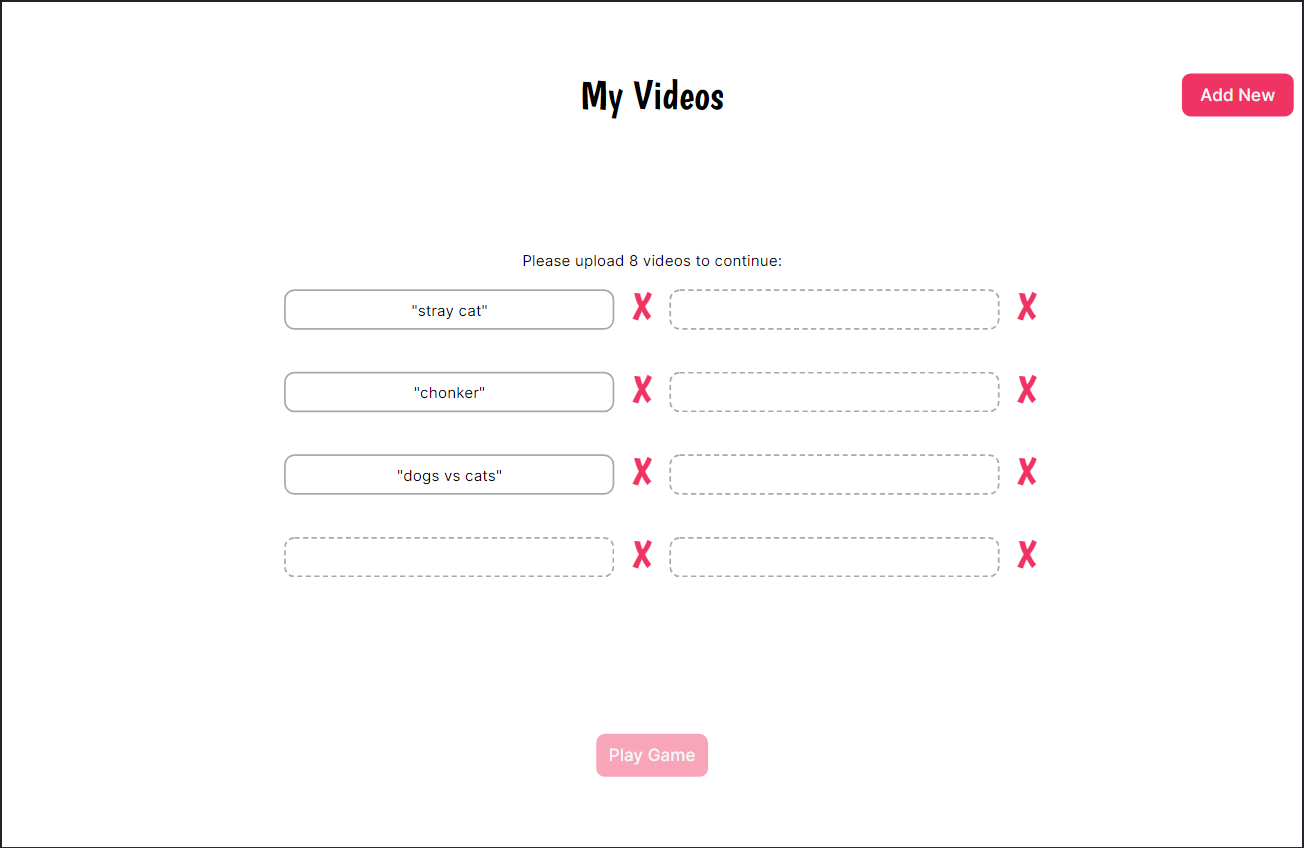 My Videos
Add New
Please upload 8 videos to continue:
"stray cat" X X
"chonker" X X
"dogs vs cats" X X
X X
Play Game